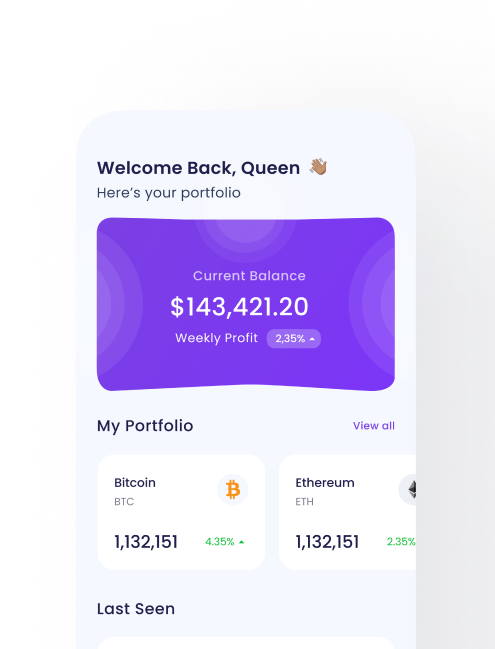 Welcome Back, Queen 👋🏽
Here's your portfolio
Current Balance
$143,421.20
Weekly Profit 2,35%
My Portfolio View all
Bitcoin
BTC
1,132,151 4.35%
Ethereum
ETH
1,132,151 2.35%
Last Seen